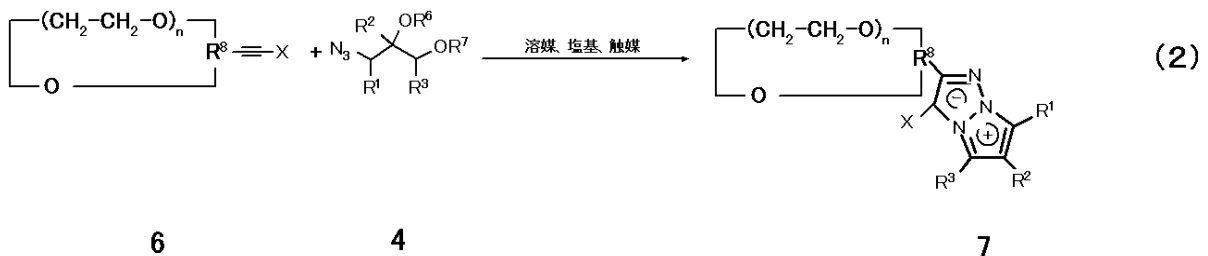 (CH₂-CH₂-O)n
O
R⁸
X
+
N₃
R²
OR⁶
OR⁷
R¹
R³
溶媒、塩基、触媒
(CH₂-CH₂-O)n
O
R⁸
N
N
N
X
−
+
R¹
R²
R³
(2)
6 4 7